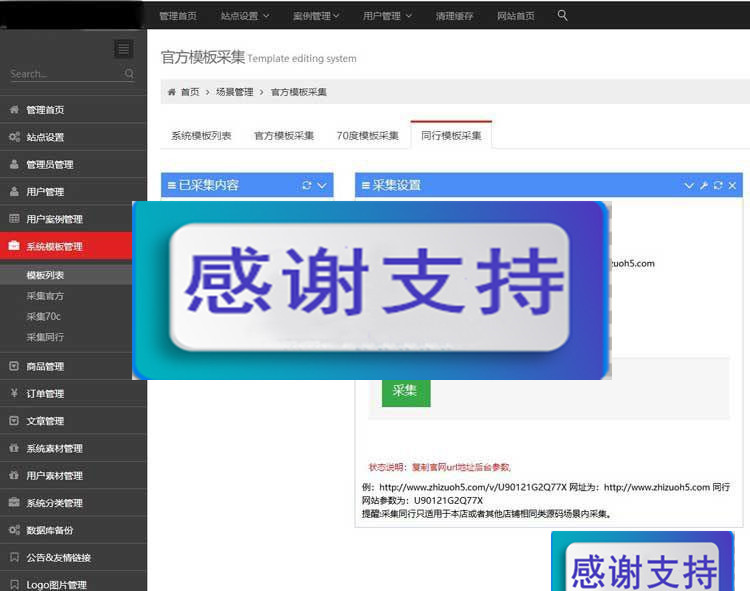 管理首页 站点设置 案例管理 用户管理 清理缓存 网站首页
官方模板采集 Template editing system
Search...
首页 > 场景管理 > 官方模板采集
系统模板列表 官方模板采集 70度模板采集 同行模板采集
已采集内容
采集设置
管理首页
站点设置
管理员管理
用户管理
用户案例管理
系统模板管理
模板列表
采集官方
采集70c
采集同行
商品管理
订单管理
文章管理
系统素材管理
用户素材管理
系统分类管理
数据库备份
公告&友情链接
Logo图片管理
zuoh5.com
感谢支持
采集
状态说明：复制官网url地址后台参数,
例：http://www.zhizuoh5.com/v/U90121G2Q77X 网址为：http://www.zhizuoh5.com 同行
网站参数为：U90121G2Q77X
提醒:采集同行只适用于本店或者其他店铺相同类源码场景内采集。
感谢支持